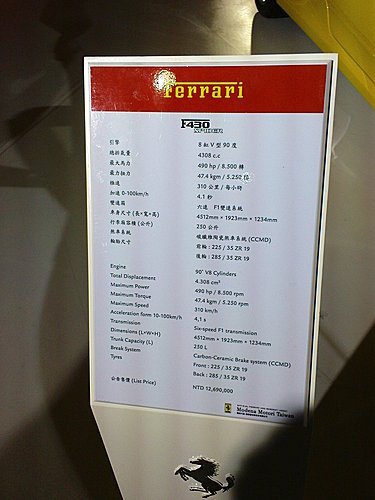 Ferrari
F430
SPIDER
引擎 8 缸 V 型 90 度
總排氣量 4308 c.c
最大馬力 490 hp / 8.500 轉
最大扭力 47.4 kgm / 5.250 轉
極速 310 公里 / 每小時
加速 0-100km/h 4.1 秒
變速箱 六速 F1變速系統
車身尺寸 (長×寬×高) 4512mm × 1923mm × 1234mm
行李廂容積 (公升) 250 公升
煞車系統 碳纖維陶瓷煞車系統 (CCMD)
輪胎尺寸 前輪 : 225 / 35 ZR 19
後輪 : 285 / 35 ZR 19
Engine 90˚ V8 Cylinders
Total Displacement 4.308 cm³
Maximum Power 490 hp / 8.500 rpm
Maximum Torque 47.4 kgm / 5.250 rpm
Maximum Speed 310 km/h
Acceleration form 10-100km/h 4,1 s
Transmission Six-speed F1 transmission
Dimensions (L×W×H) 4512mm × 1923mm × 1234mm
Trunk Capacity (L) 250 L
Break System Carbon-Ceramic Brake system (CCMD)
Tyres Front : 225 / 35 ZR 19
Back : 285 / 35 ZR 19
公告售價 (List Price) NTD 12,690,000
Modena Motori Taiwan